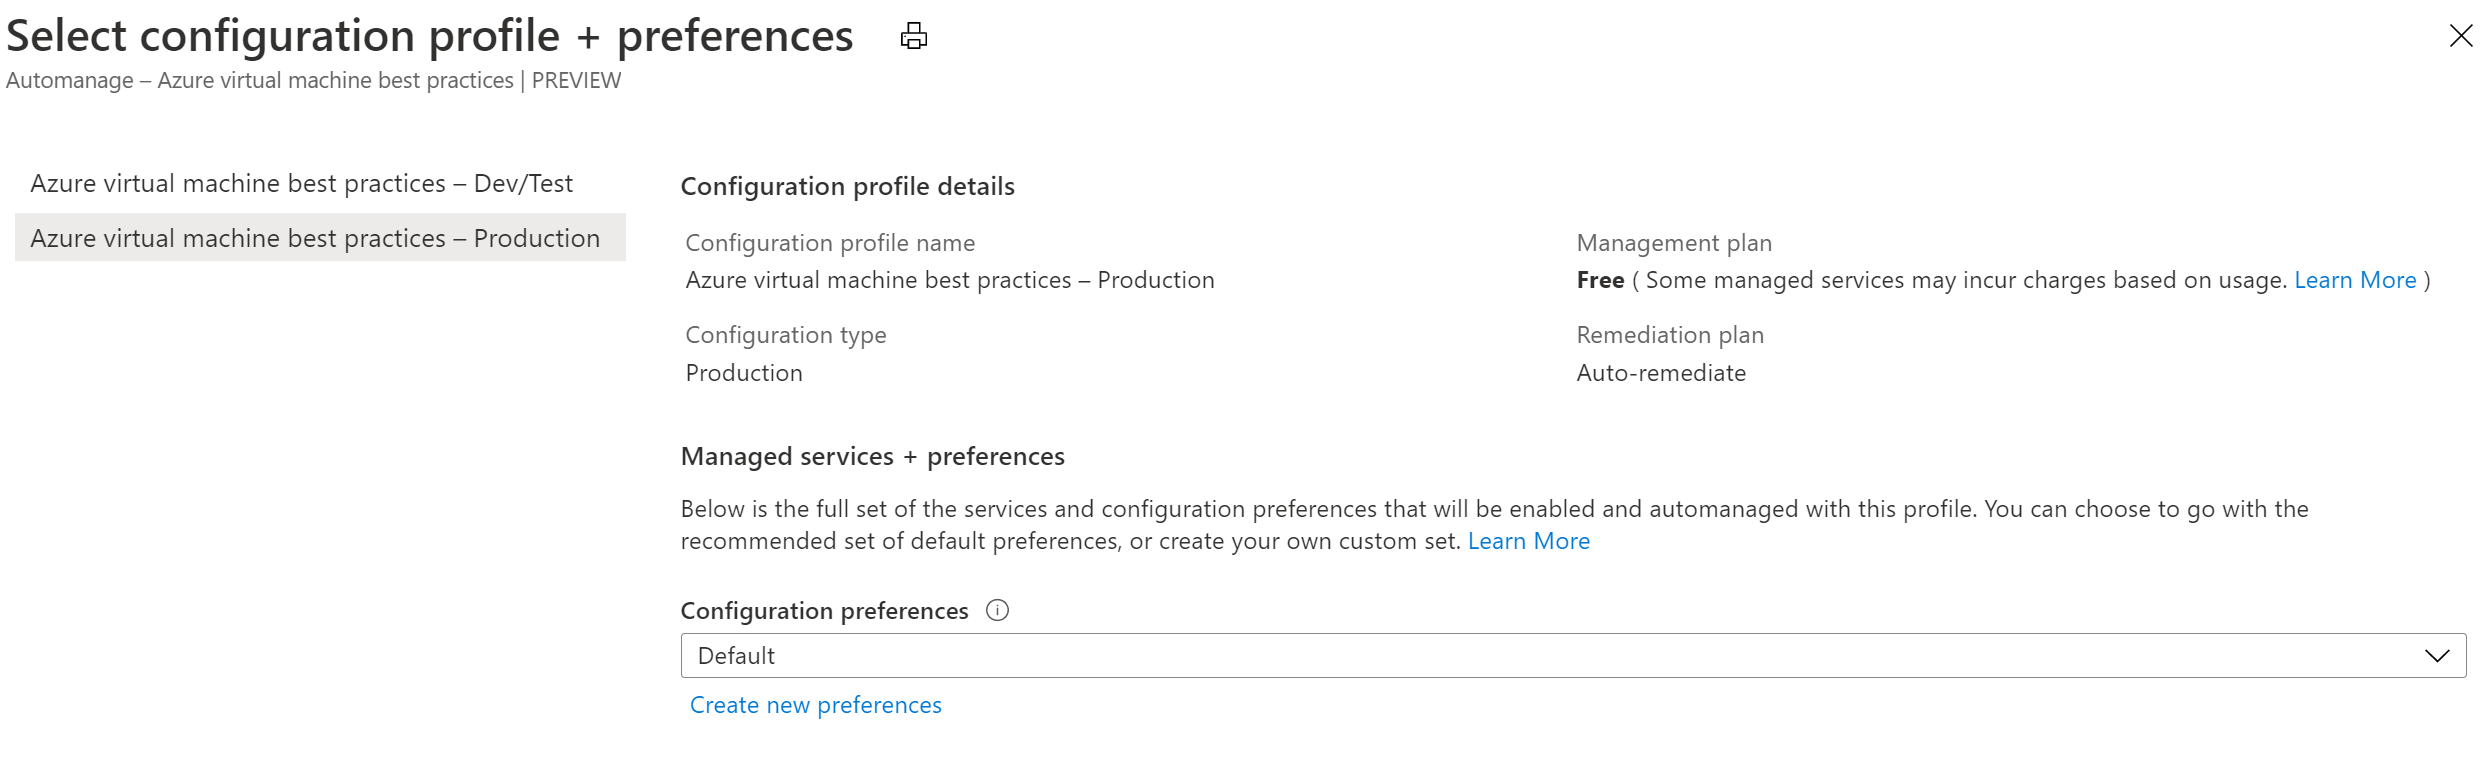 Select configuration profile + preferences
Automanage – Azure virtual machine best practices | PREVIEW
Azure virtual machine best practices – Dev/Test
Azure virtual machine best practices – Production
Configuration profile details
Configuration profile name
Azure virtual machine best practices – Production
Management plan
Free ( Some managed services may incur charges based on usage. Learn More )
Configuration type
Production
Remediation plan
Auto-remediate
Managed services + preferences
Below is the full set of the services and configuration preferences that will be enabled and automanaged with this profile. You can choose to go with the
recommended set of default preferences, or create your own custom set. Learn More
Configuration preferences
Default
Create new preferences